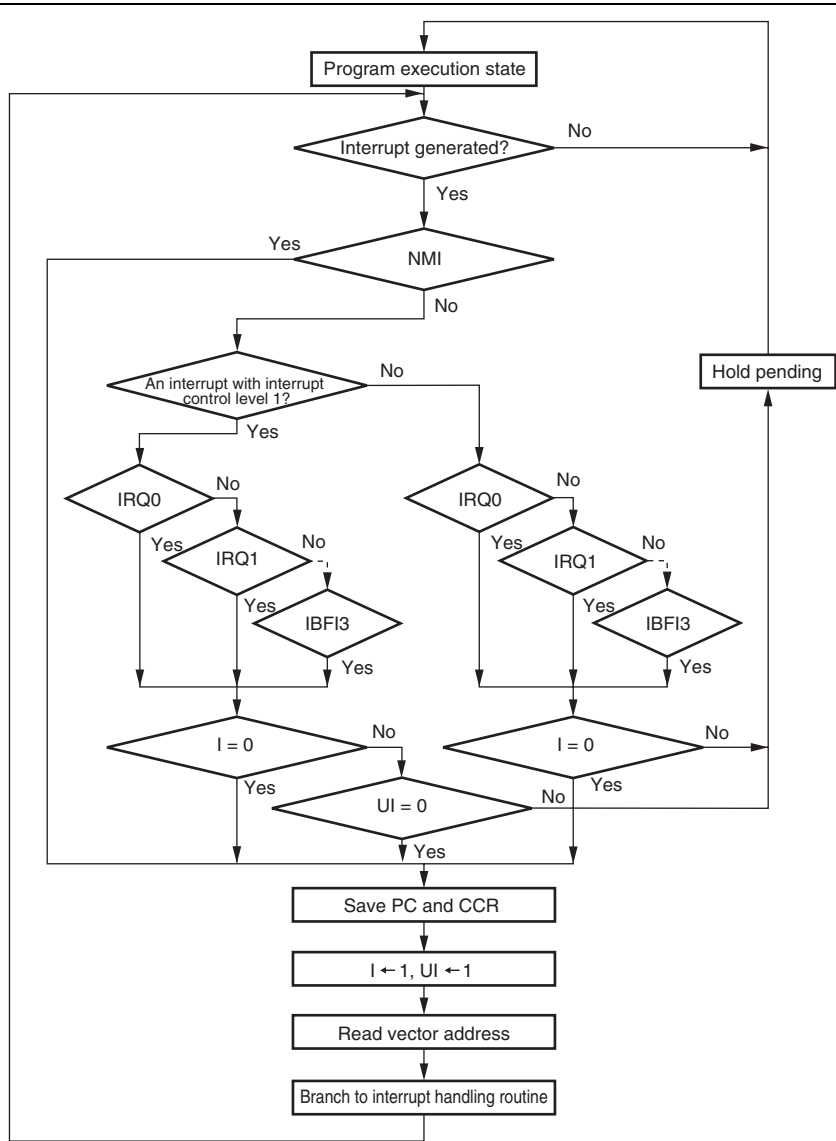 Program execution state
Interrupt generated?
No
Yes
Yes
NMI
No
An interrupt with interrupt
control level 1?
No
Hold pending
Yes
IRQ0
No
IRQ0
No
Yes
IRQ1
No
Yes
IRQ1
No
Yes
IBFI3
Yes
IBFI3
Yes
Yes
I = 0
No
I = 0
No
Yes
UI = 0
No
Yes
Yes
Save PC and CCR
I ← 1, UI ← 1
Read vector address
Branch to interrupt handling routine